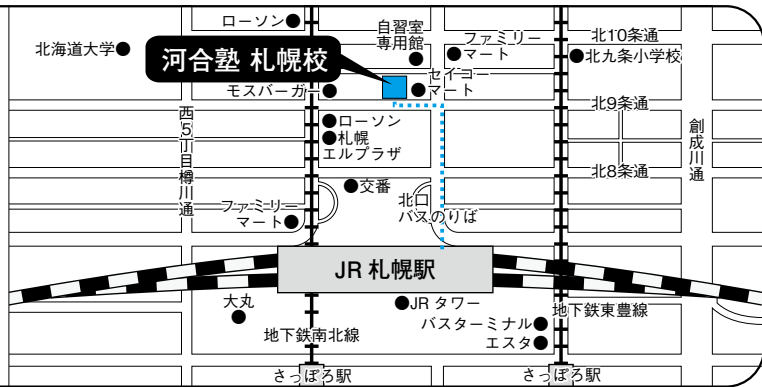 ローソン
北海道大学
自習室
専用館
ファミリー
マート
北10条通
北九条小学校
河合塾 札幌校
モスバーガー
セイコー
マート
西5丁目樽川通
ローソン
札幌
エルプラザ
北9条通
創成川通
北8条通
交番
ファミリー
マート
北口
バスのりば
JR 札幌駅
大丸
JR タワー
地下鉄東豊線
バスターミナル
地下鉄南北線
エスタ
さっぽろ駅
さっぽろ駅